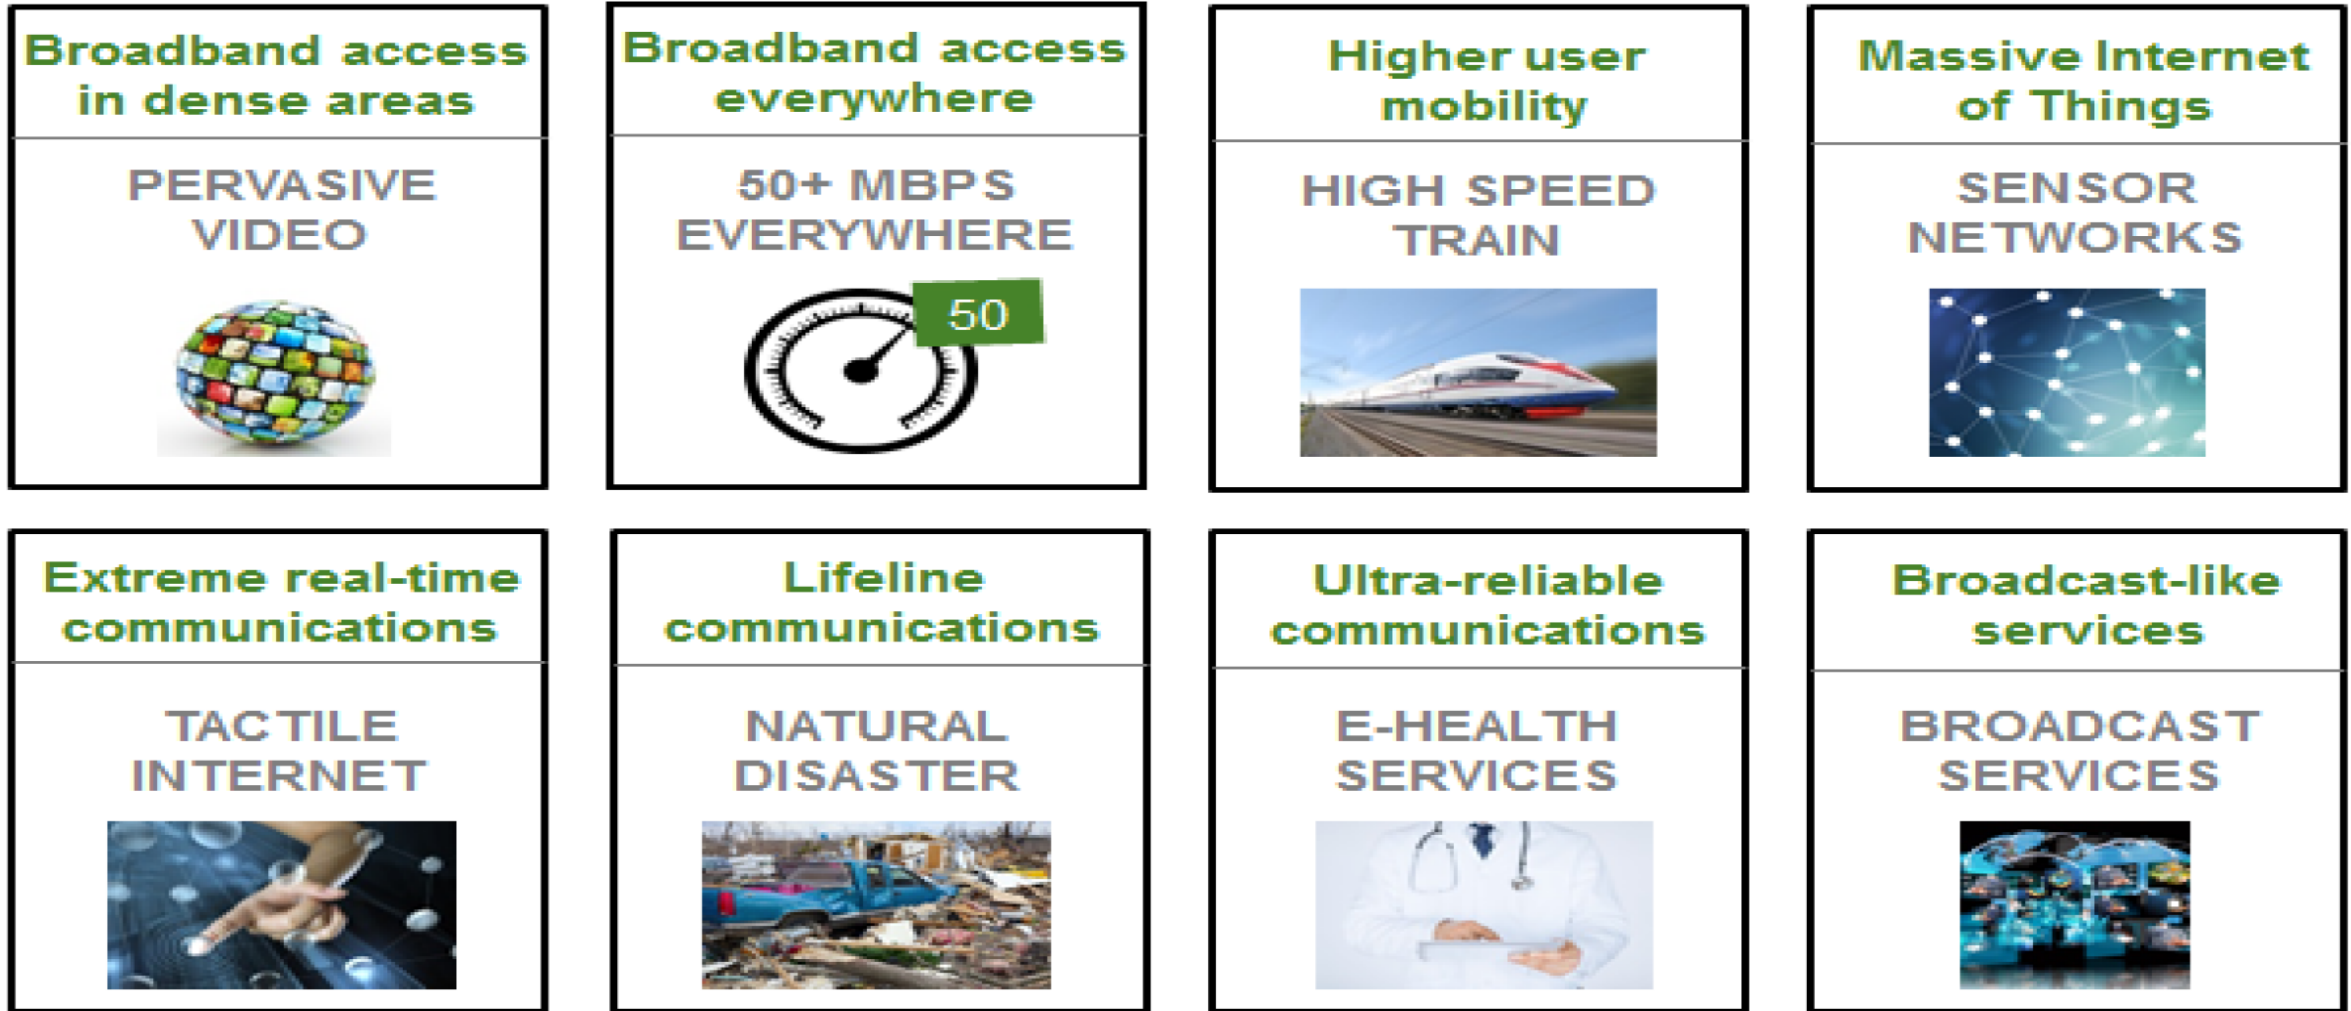 Broadband access
in dense areas
PERVASIVE
VIDEO
Broadband access
everywhere
50+ MBPS
EVERYWHERE
50
Higher user
mobility
HIGH SPEED
TRAIN
Massive Internet
of Things
SENSOR
NETWORKS
Extreme real-time
communications
TACTILE
INTERNET
Lifeline
communications
NATURAL
DISASTER
Ultra-reliable
communications
E-HEALTH
SERVICES
Broadcast-like
services
BROADCAST
SERVICES